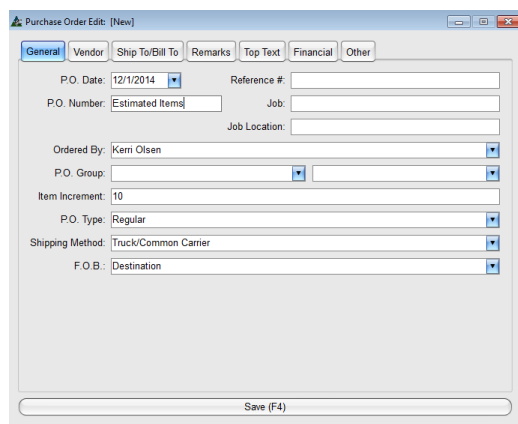 Purchase Order Edit: [New]
General Vendor Ship To/Bill To Remarks Top Text Financial Other
P.O. Date: 12/1/2014 Reference #:
P.O. Number: Estimated Items Job:
Job Location:
Ordered By: Kerri Olsen
P.O. Group:
Item Increment: 10
P.O. Type: Regular
Shipping Method: Truck/Common Carrier
F.O.B.: Destination
Save (F4)